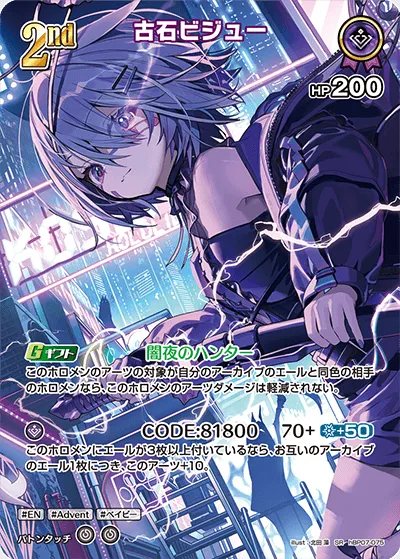 2nd
古石ビジュー
HP200
Gギフト 闇夜のハンター
このホロメンのアーツの対象が自分のアーカイブのエールと同色の相手
のホロメンなら、このホロメンのアーツダメージは軽減されない。
CODE:81800 70+ +50
このホロメンにエールが3枚以上付いているなら、お互いのアーカイブ
のエール1枚につき、このアーツ+10。
#EN #Advent #ベイビー
バトンタッチ
illust:北田 藻 SR hBP07-075